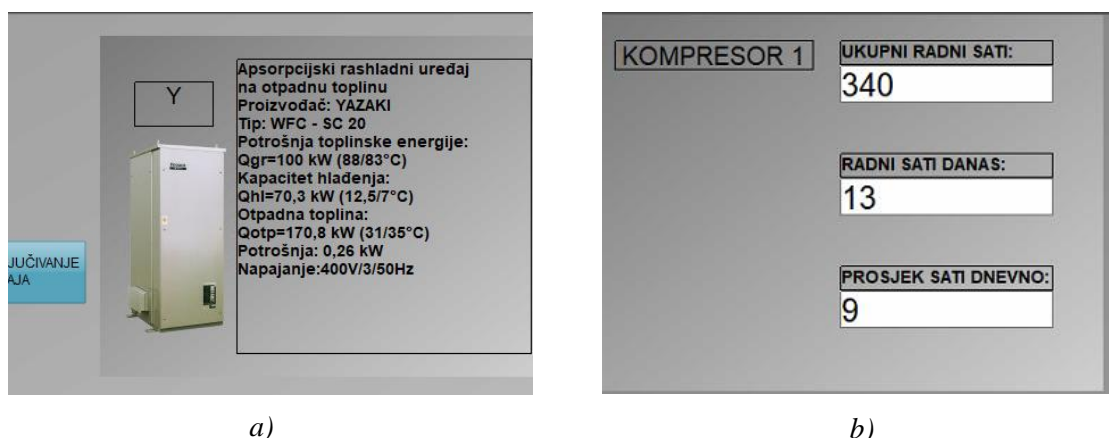 Y
Apsorpcijski rashladni uređaj
na otpadnu toplinu
Proizvođač: YAZAKI
Tip: WFC - SC 20
Potrošnja toplinske energije:
Qgr=100 kW (88/83°C)
Kapacitet hlađenja:
Qhl=70,3 kW (12,5/7°C)
Otpadna toplina:
Qotp=170,8 kW (31/35°C)
Potrošnja: 0,26 kW
Napajanje:400V/3/50Hz
JUČIVANJE
AJA
a)
KOMPRESOR 1
UKUPNI RADNI SATI:
340
RADNI SATI DANAS:
13
PROSJEK SATI DNEVNO:
9
b)